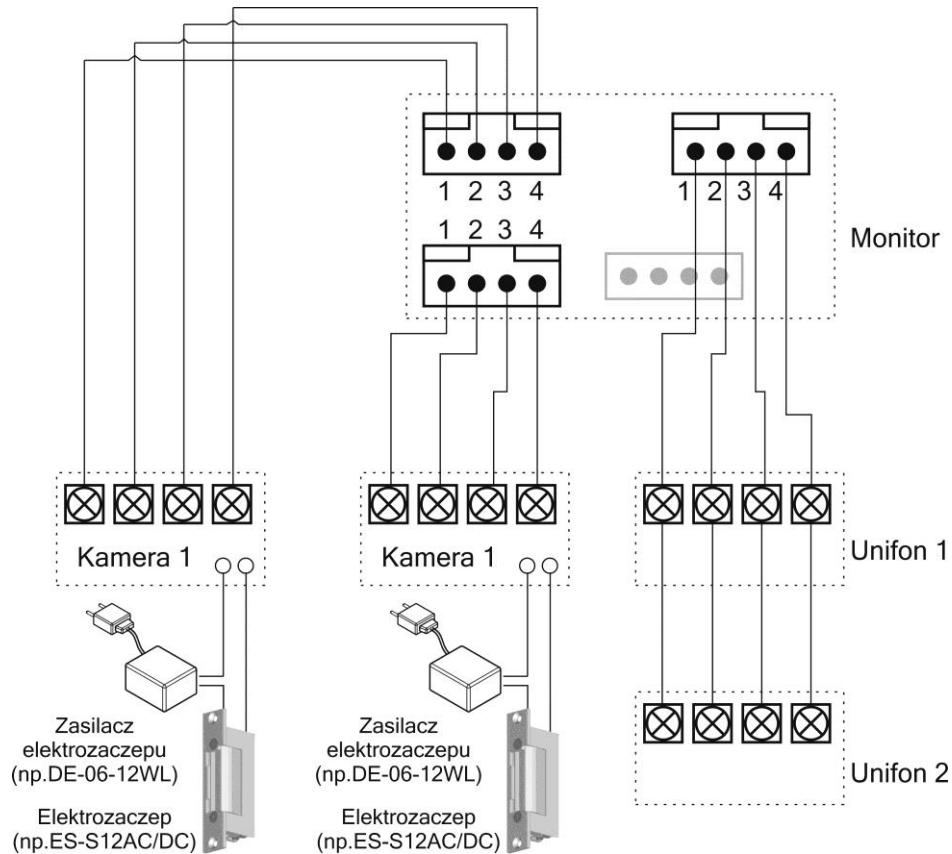 1 2 3 4
1 2 3 4
1 2 3 4
Monitor
Kamera 1
Kamera 1
Unifon 1
Zasilacz
elektrozaczepu
(np.DE-06-12WL)
Elektrozaczep
(np.ES-S12AC/DC)
Zasilacz
elektrozaczepu
(np.DE-06-12WL)
Elektrozaczep
(np.ES-S12AC/DC)
Unifon 2